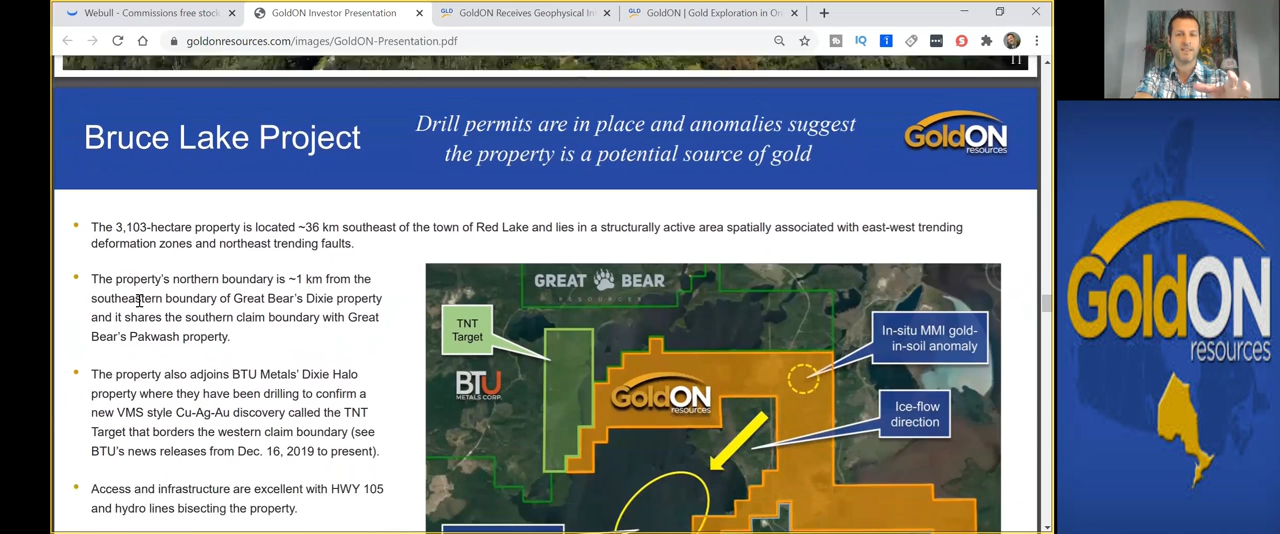 Webull - Commissions free stock
GoldON Investor Presentation
GoldON Receives Geophysical In
GoldON | Gold Exploration in On
goldonresources.com/images/GoldON-Presentation.pdf
IQ
11
Bruce Lake Project
Drill permits are in place and anomalies suggest
the property is a potential source of gold
GoldON
resources
• The 3,103-hectare property is located ~36 km southeast of the town of Red Lake and lies in a structurally active area spatially associated with east-west trending
deformation zones and northeast trending faults.
• The property's northern boundary is ~1 km from the
southeastern boundary of Great Bear's Dixie property
and it shares the southern claim boundary with Great
Bear's Pakwash property.
• The property also adjoins BTU Metals' Dixie Halo
property where they have been drilling to confirm a
new VMS style Cu-Ag-Au discovery called the TNT
Target that borders the western claim boundary (see
BTU's news releases from Dec. 16, 2019 to present).
• Access and infrastructure are excellent with HWY 105
and hydro lines bisecting the property.
GREAT BEAR
RESOURCES
TNT
Target
BTU
METALS CORP.
GoldON
resources
In-situ MMI gold-
in-soil anomaly
Ice-flow
direction
GoldON
resources